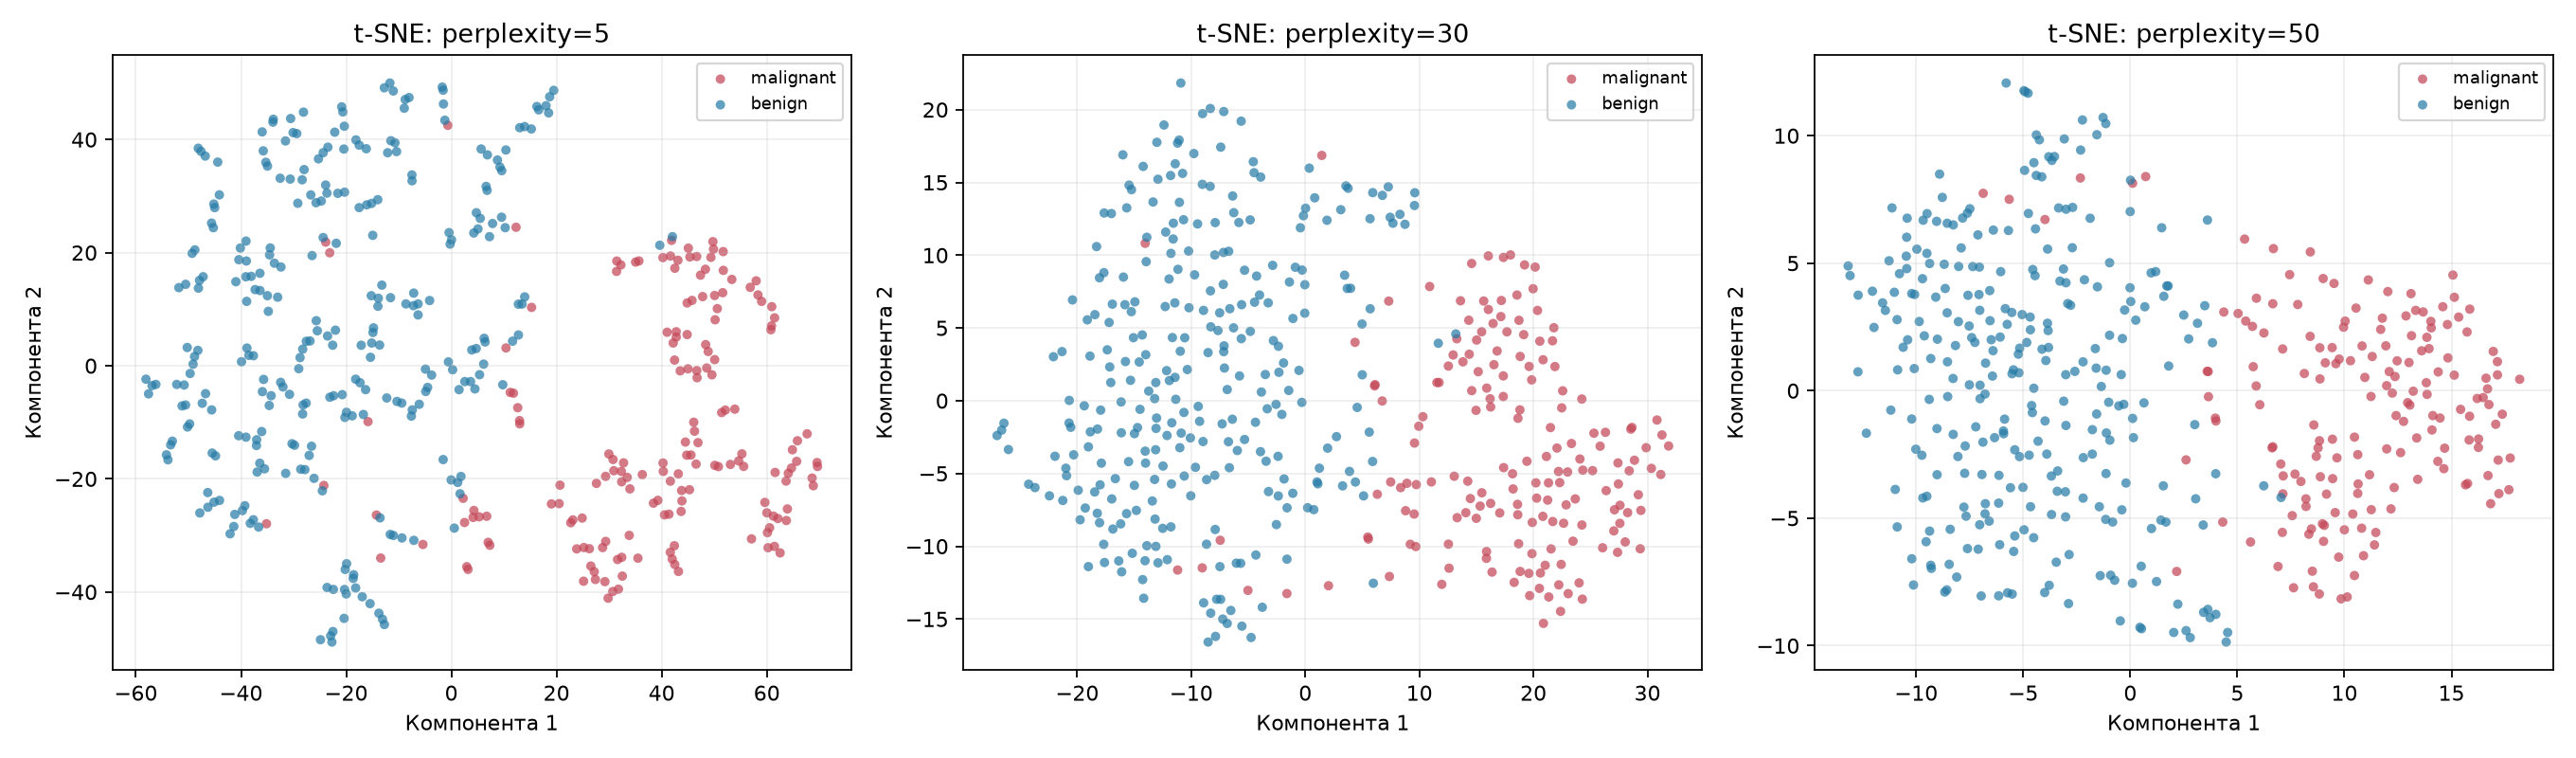 t-SNE: perplexity=5
malignant
benign
40
20
0
−20
−40
Компонента 2
−60
−40
−20
0
20
40
60
Компонента 1
t-SNE: perplexity=30
malignant
benign
20
15
10
5
0
−5
−10
−15
Компонента 2
−20
−10
0
10
20
30
Компонента 1
t-SNE: perplexity=50
malignant
benign
10
5
0
−5
−10
Компонента 2
−10
−5
0
5
10
15
Компонента 1